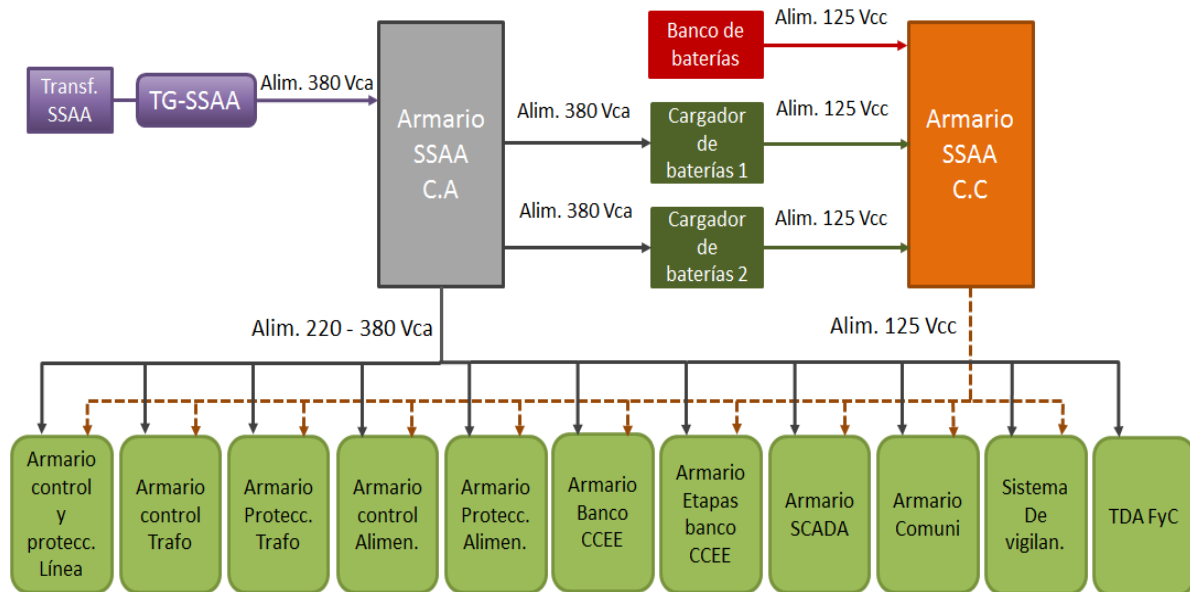 Transf.
SSAA
TG-SSAA
Alim. 380 Vca
Armario
SSAA
C.A
Alim. 380 Vca
Alim. 380 Vca
Banco de
baterías
Cargador
de
baterías 1
Cargador
de
baterías 2
Alim. 125 Vcc
Alim. 125 Vcc
Alim. 125 Vcc
Armario
SSAA
C.C
Alim. 220 - 380 Vca
Alim. 125 Vcc
Armario
control
y
protecc.
Línea
Armario
control
Trafo
Armario
Protecc.
Trafo
Armario
control
Alimen.
Armario
Protecc.
Alimen.
Armario
Banco
CCEE
Armario
Etapas
banco
CCEE
Armario
SCADA
Armario
Comuni
Sistema
De
vigilan.
TDA FyC